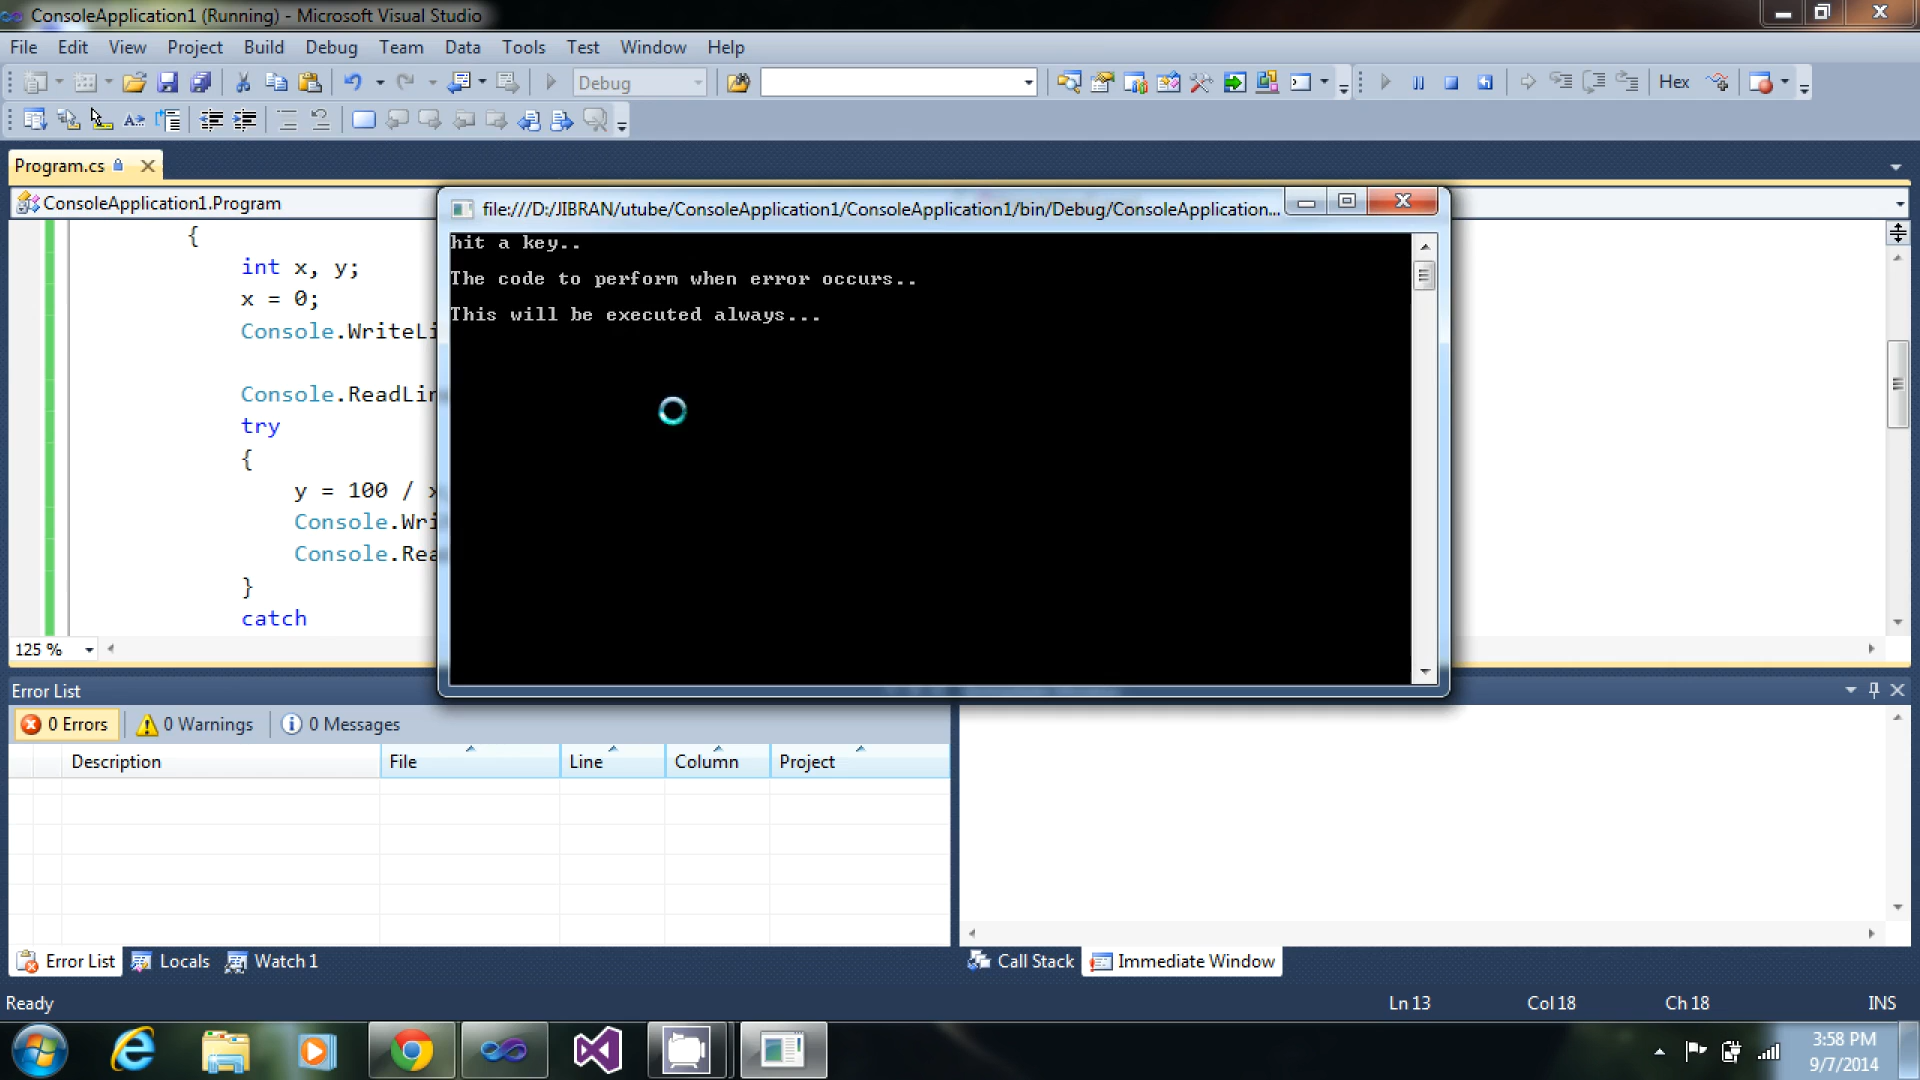 ConsoleApplication1 (Running) - Microsoft Visual Studio
File Edit View Project Build Debug Team Data Tools Test Window Help
Debug
Hex
Program.cs
ConsoleApplication1.Program
file:///D:/JIBRAN/utube/ConsoleApplication1/ConsoleApplication1/bin/Debug/ConsoleApplication...
hit a key..
The code to perform when error occurs..
This will be executed always...
{
int x, y;
x = 0;
Console.WriteLi
Console.ReadLin
try
{
y = 100 / x
Console.Wri
Console.Rea
}
catch
125 %
Error List
0 Errors 0 Warnings 0 Messages
Description File Line Column Project
Error List Locals Watch 1 Call Stack Immediate Window
Ready Ln 13 Col 18 Ch 18 INS
3:58 PM
9/7/2014